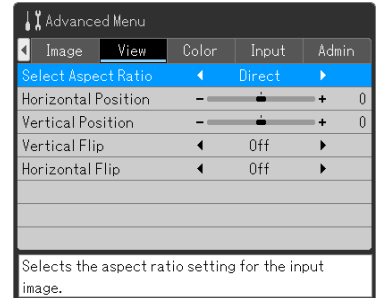 Advanced Menu
Image View Color Input Admin
Select Aspect Ratio Direct
Horizontal Position - + 0
Vertical Position - + 0
Vertical Flip Off
Horizontal Flip Off
Selects the aspect ratio setting for the input
image.